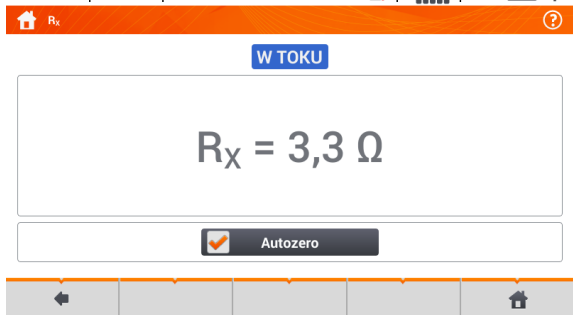 Rₓ
?
W TOKU
Rₓ = 3,3 Ω
Autozero